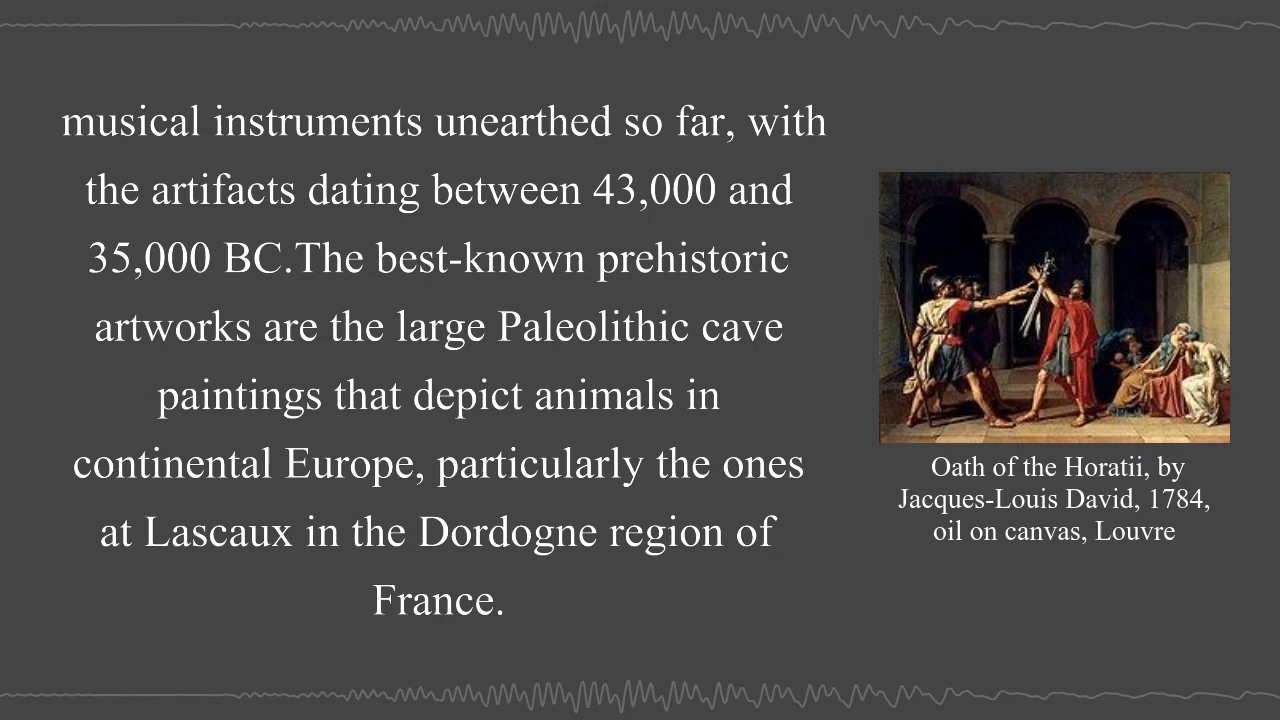 musical instruments unearthed so far, with
the artifacts dating between 43,000 and
35,000 BC.The best-known prehistoric
artworks are the large Paleolithic cave
paintings that depict animals in
continental Europe, particularly the ones
at Lascaux in the Dordogne region of
France.
Oath of the Horatii, by
Jacques-Louis David, 1784,
oil on canvas, Louvre